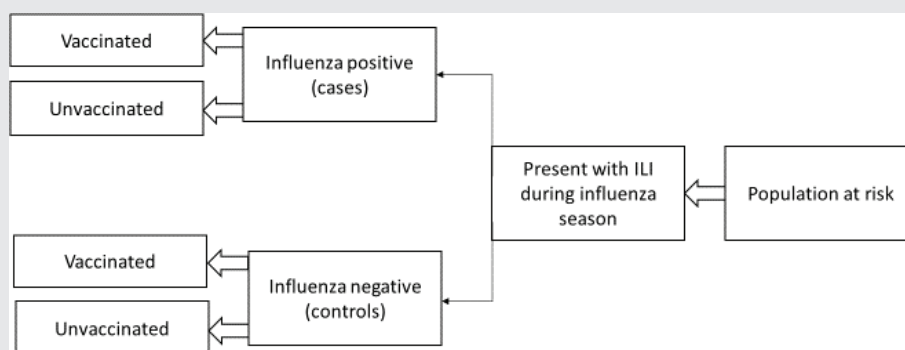 Vaccinated
Unvaccinated
Influenza positive
(cases)
Present with ILI
during influenza
season
Population at risk
Vaccinated
Unvaccinated
Influenza negative
(controls)